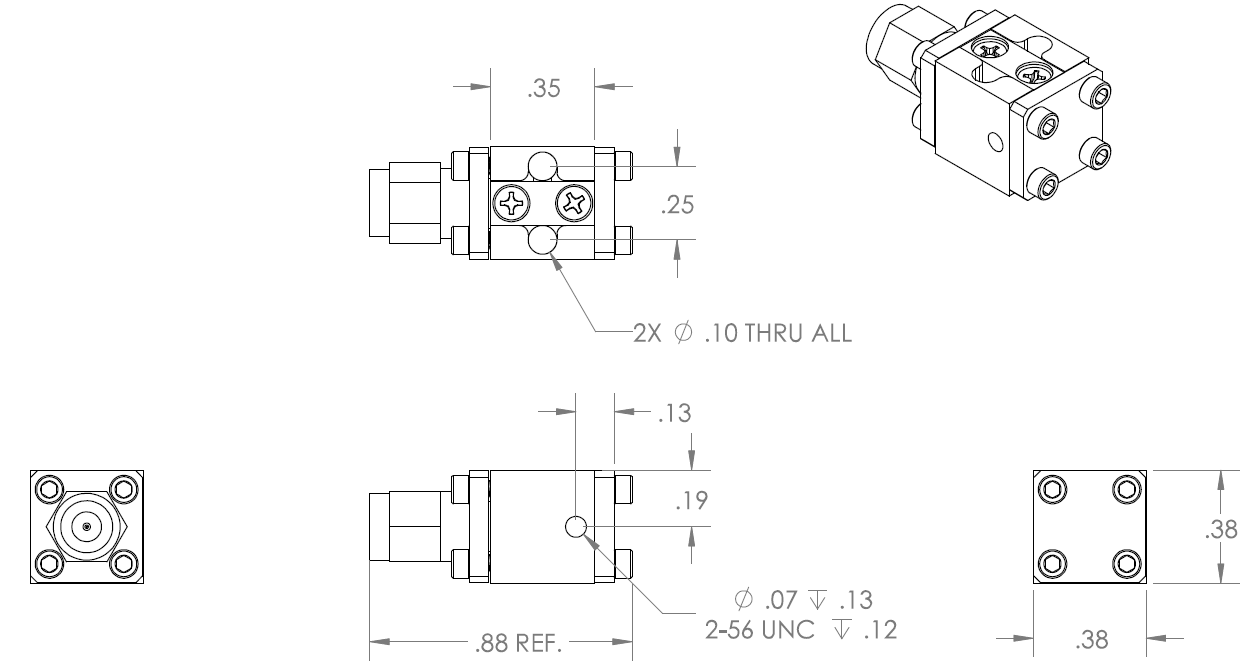 .35
.25
2X ∅ .10 THRU ALL
.13
.19
.38
∅ .07 ↧ .13
2-56 UNC ↧ .12
.88 REF.
.38